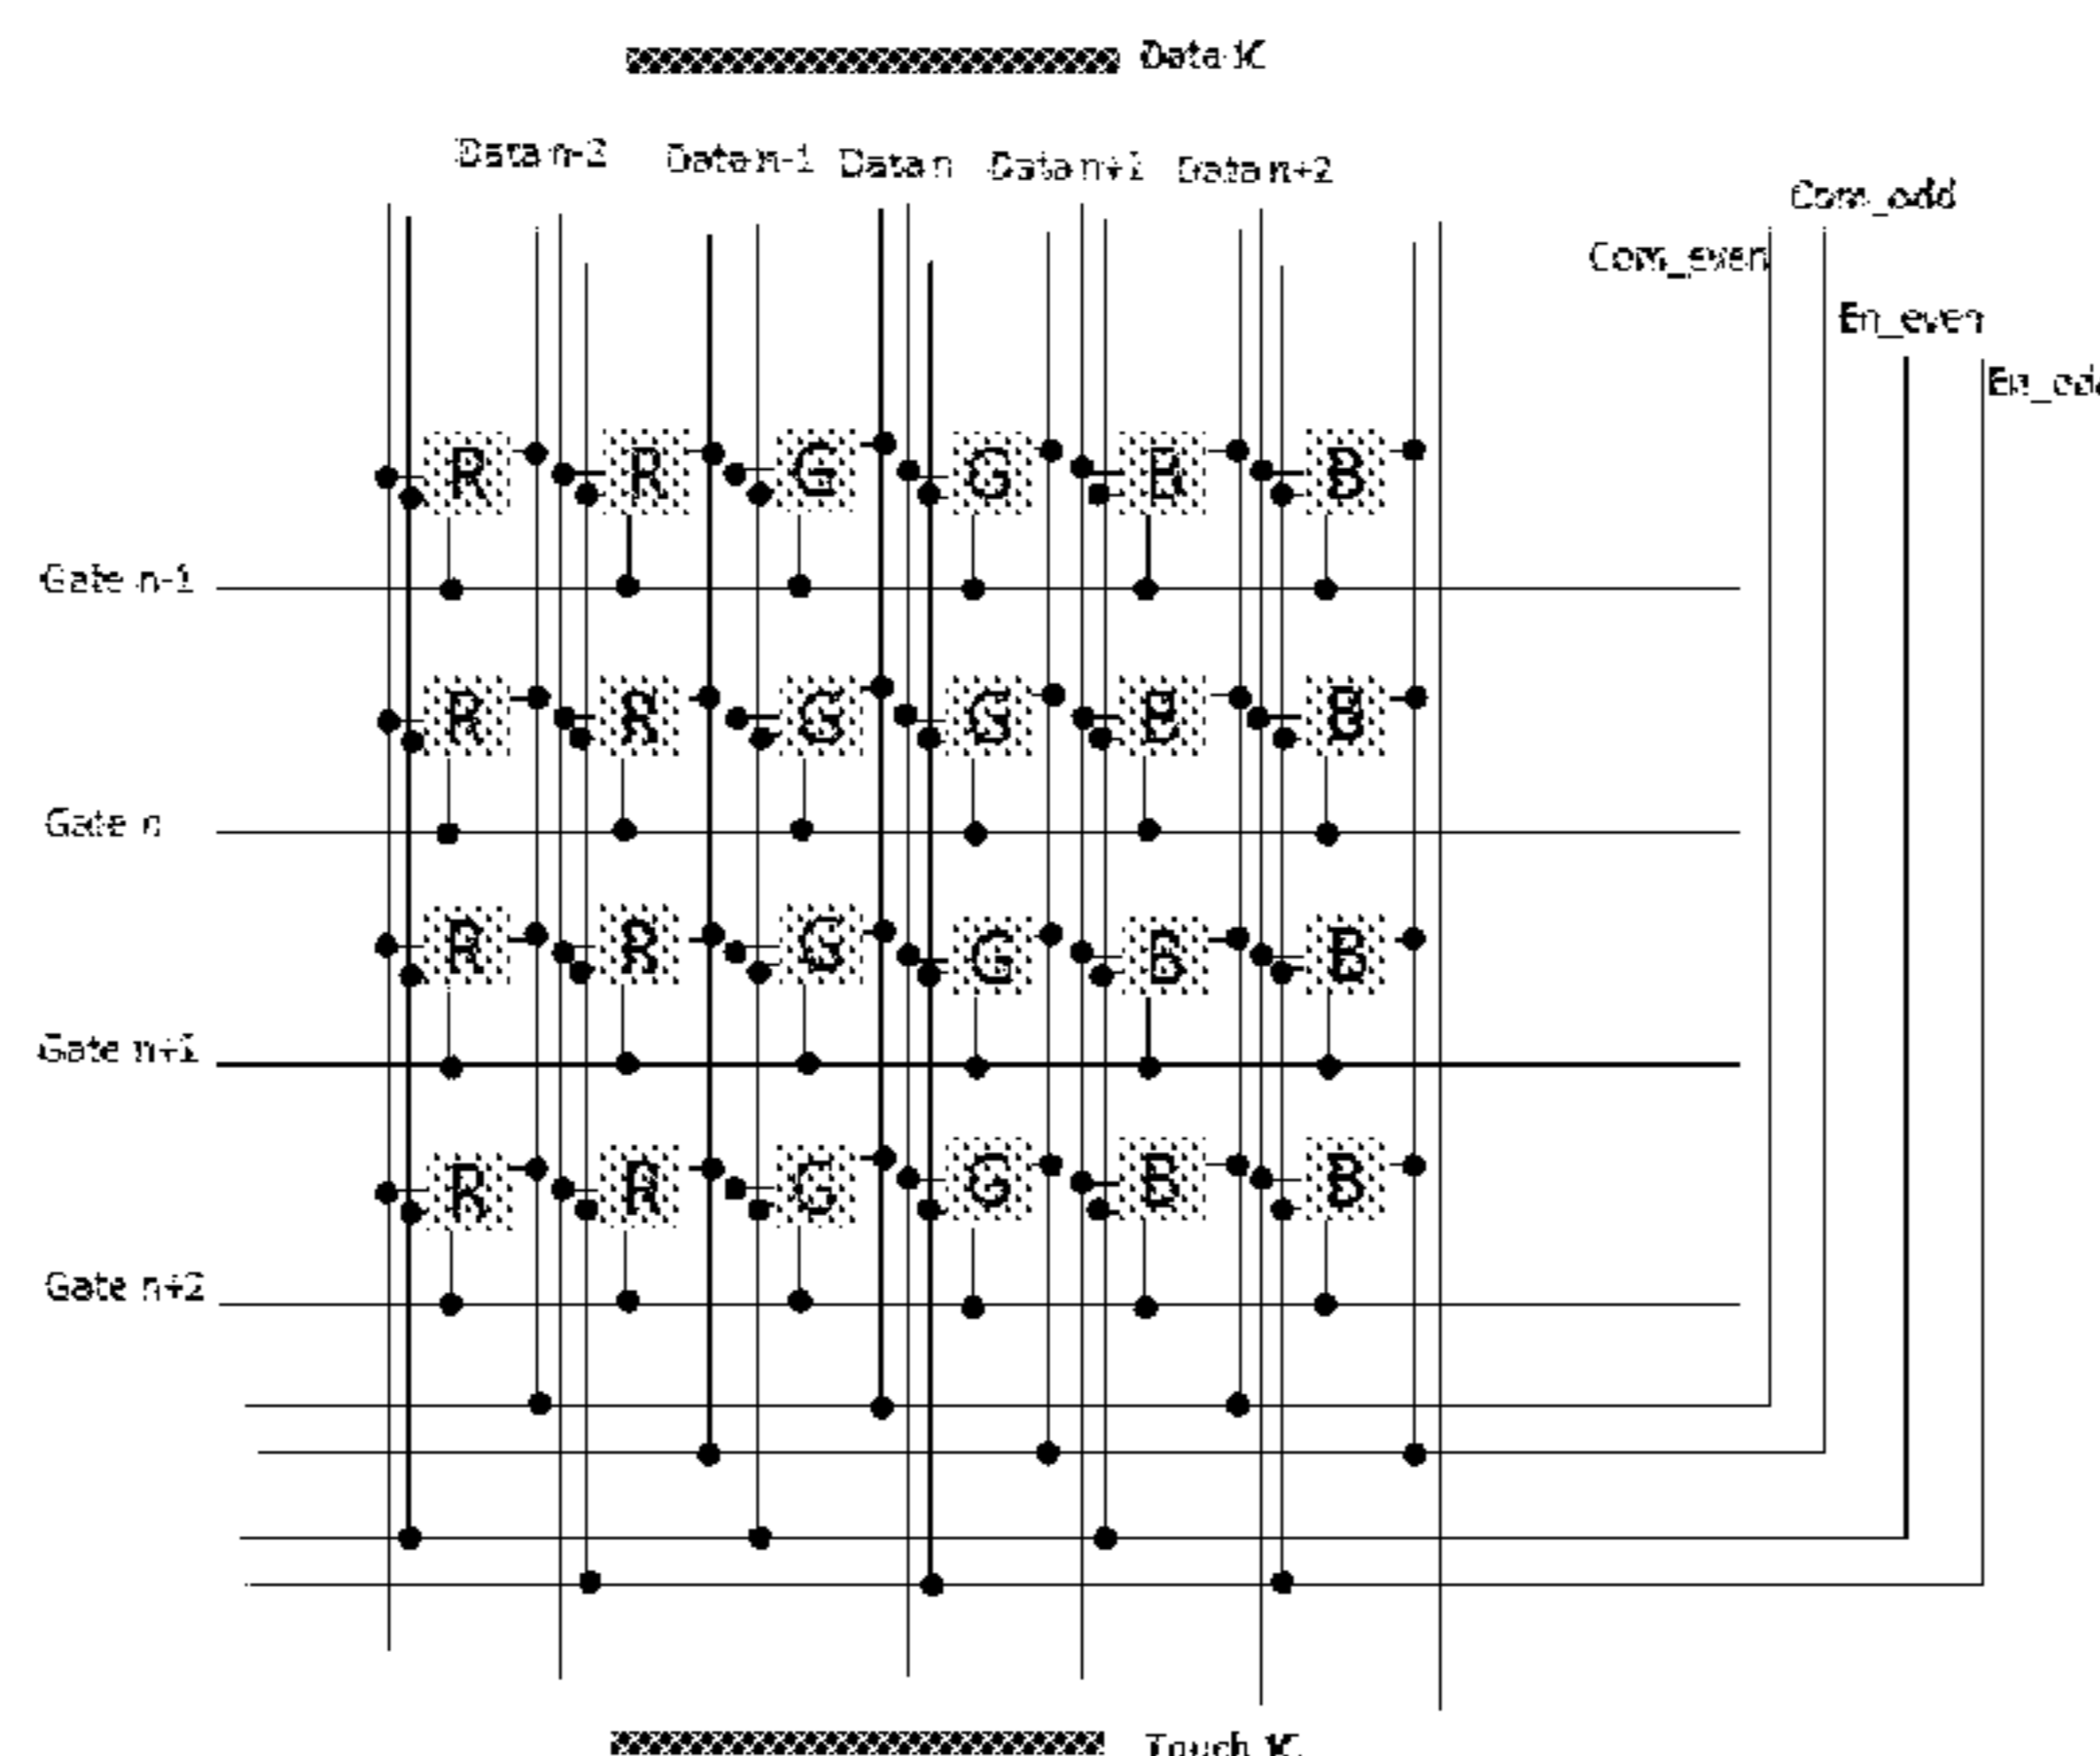 Data IC
Data n-2 Data n-1 Data n Data n+1 Data n+2
Com_odd
Com_even
En_even
R R G G B
Gate n-1
R R G G B B
Gate n
R R G G B B
Gate n+1
R R G G B B
Gate n+2
Touch IC